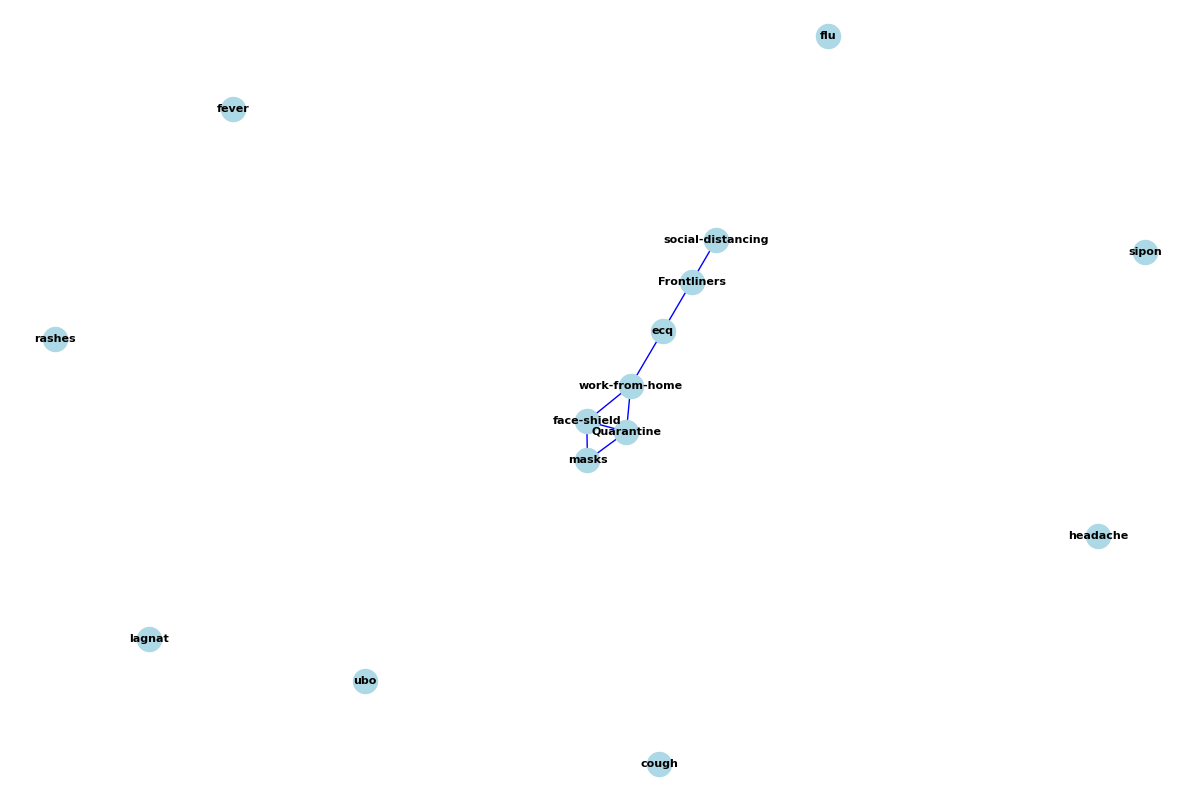 flu
fever
social-distancing
sipon
Frontliners
ecq
rashes
work-from-home
face-shield
Quarantine
masks
headache
lagnat
ubo
cough